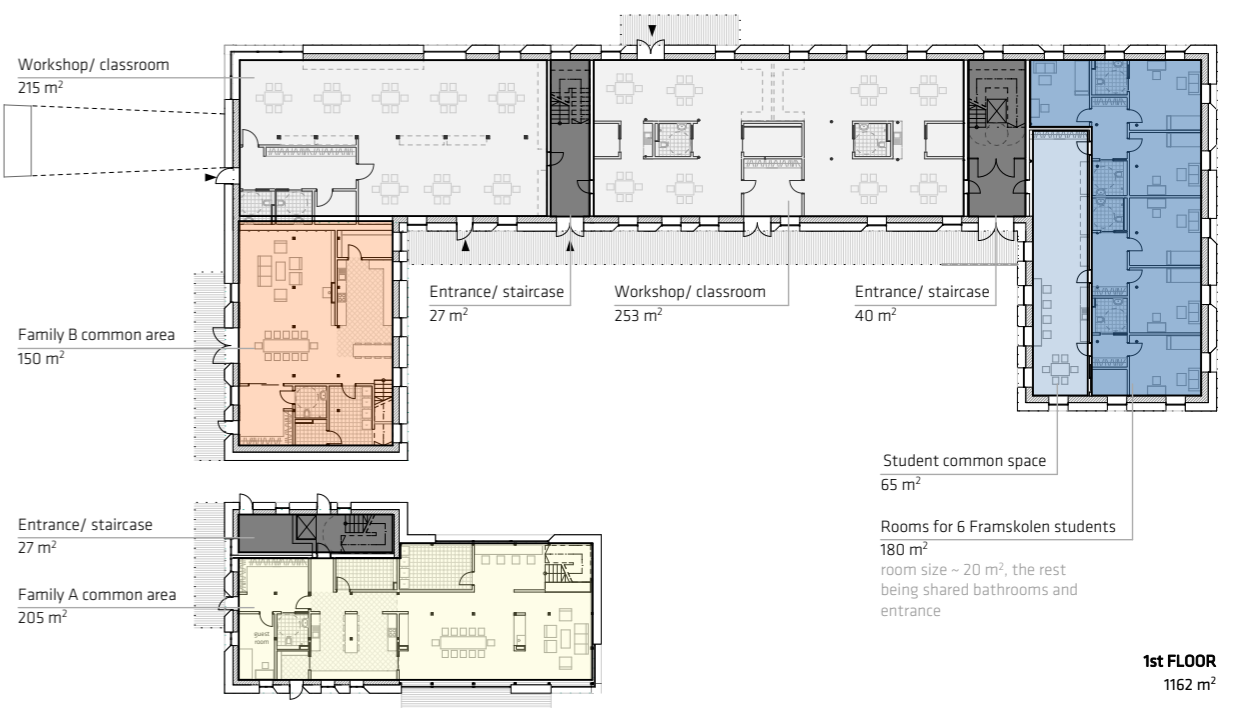 Workshop/ classroom
215 m²
Entrance/ staircase
27 m²
Workshop/ classroom
253 m²
Entrance/ staircase
40 m²
Family B common area
150 m²
Student common space
65 m²
Rooms for 6 Framskolen students
180 m²
room size ~ 20 m², the rest
being shared bathrooms and
entrance
Entrance/ staircase
27 m²
Family A common area
205 m²
guest
room
1st FLOOR
1162 m²